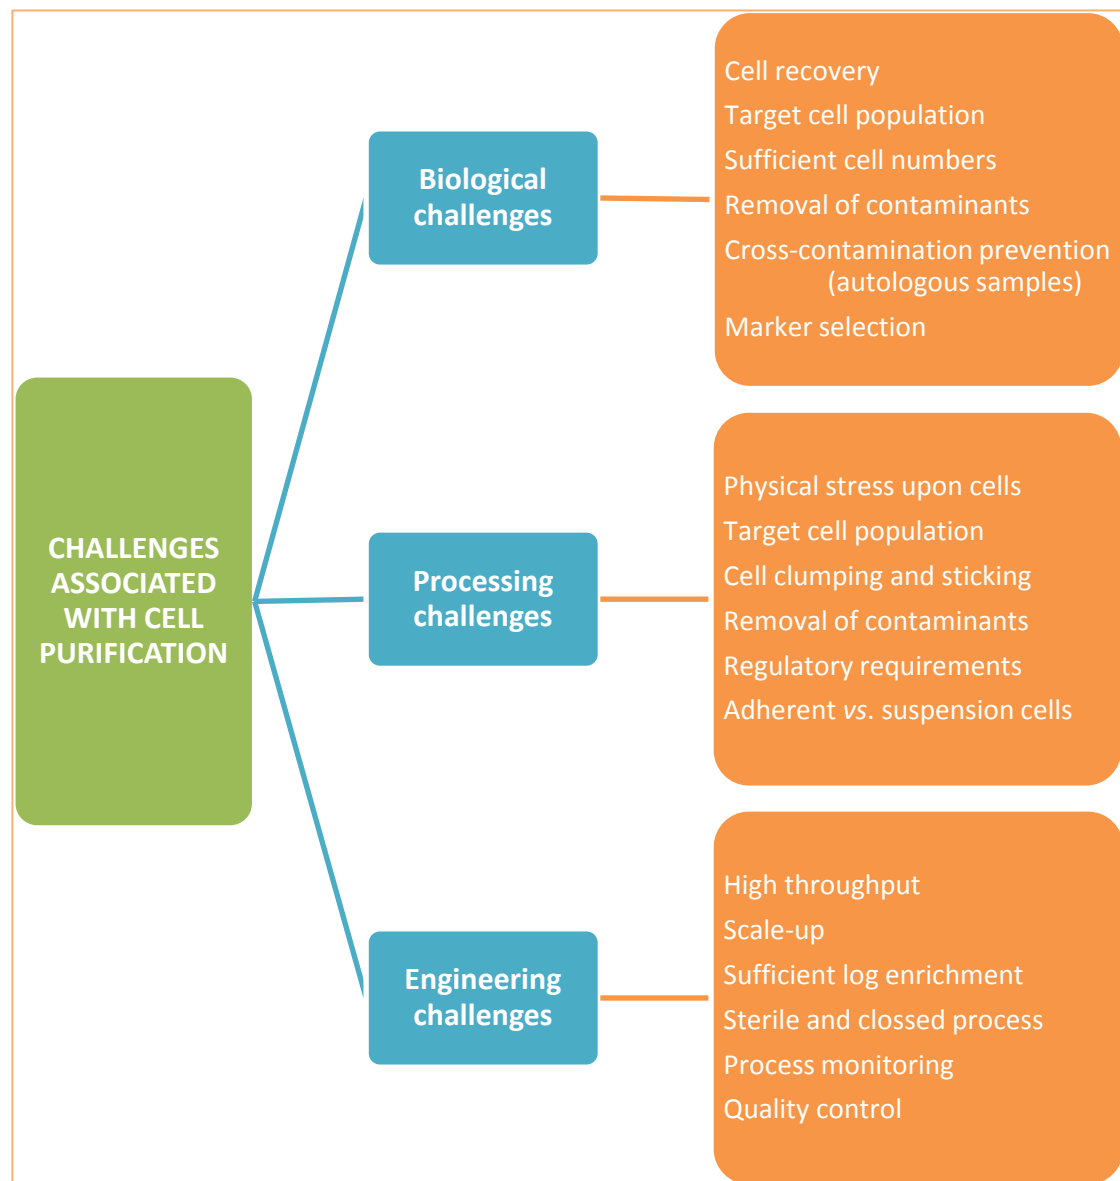 CHALLENGES
ASSOCIATED
WITH CELL
PURIFICATION
Biological
challenges
Cell recovery
Target cell population
Sufficient cell numbers
Removal of contaminants
Cross-contamination prevention
(autologous samples)
Marker selection
Processing
challenges
Physical stress upon cells
Target cell population
Cell clumping and sticking
Removal of contaminants
Regulatory requirements
Adherent vs. suspension cells
Engineering
challenges
High throughput
Scale-up
Sufficient log enrichment
Sterile and clossed process
Process monitoring
Quality control